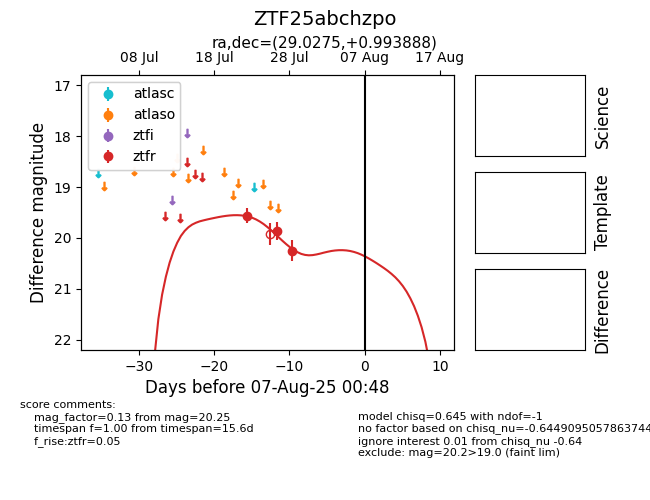 ZTF25abchzpo
ra,dec=(29.0275,+0.993888)
08 Jul 18 Jul 28 Jul 07 Aug 17 Aug
17
18
19
20
21
22
Difference magnitude
atlasc
atlaso
ztfi
ztfr
−30 −20 −10 0 10
Days before 07-Aug-25 00:48
Science
Template
Difference
score comments:
mag_factor=0.13 from mag=20.25
timespan f=1.00 from timespan=15.6d
f_rise:ztfr=0.05
model chisq=0.645 with ndof=-1
no factor based on chisq_nu=-0.6449095057863744
ignore interest 0.01 from chisq_nu -0.64
exclude: mag=20.2>19.0 (faint lim)